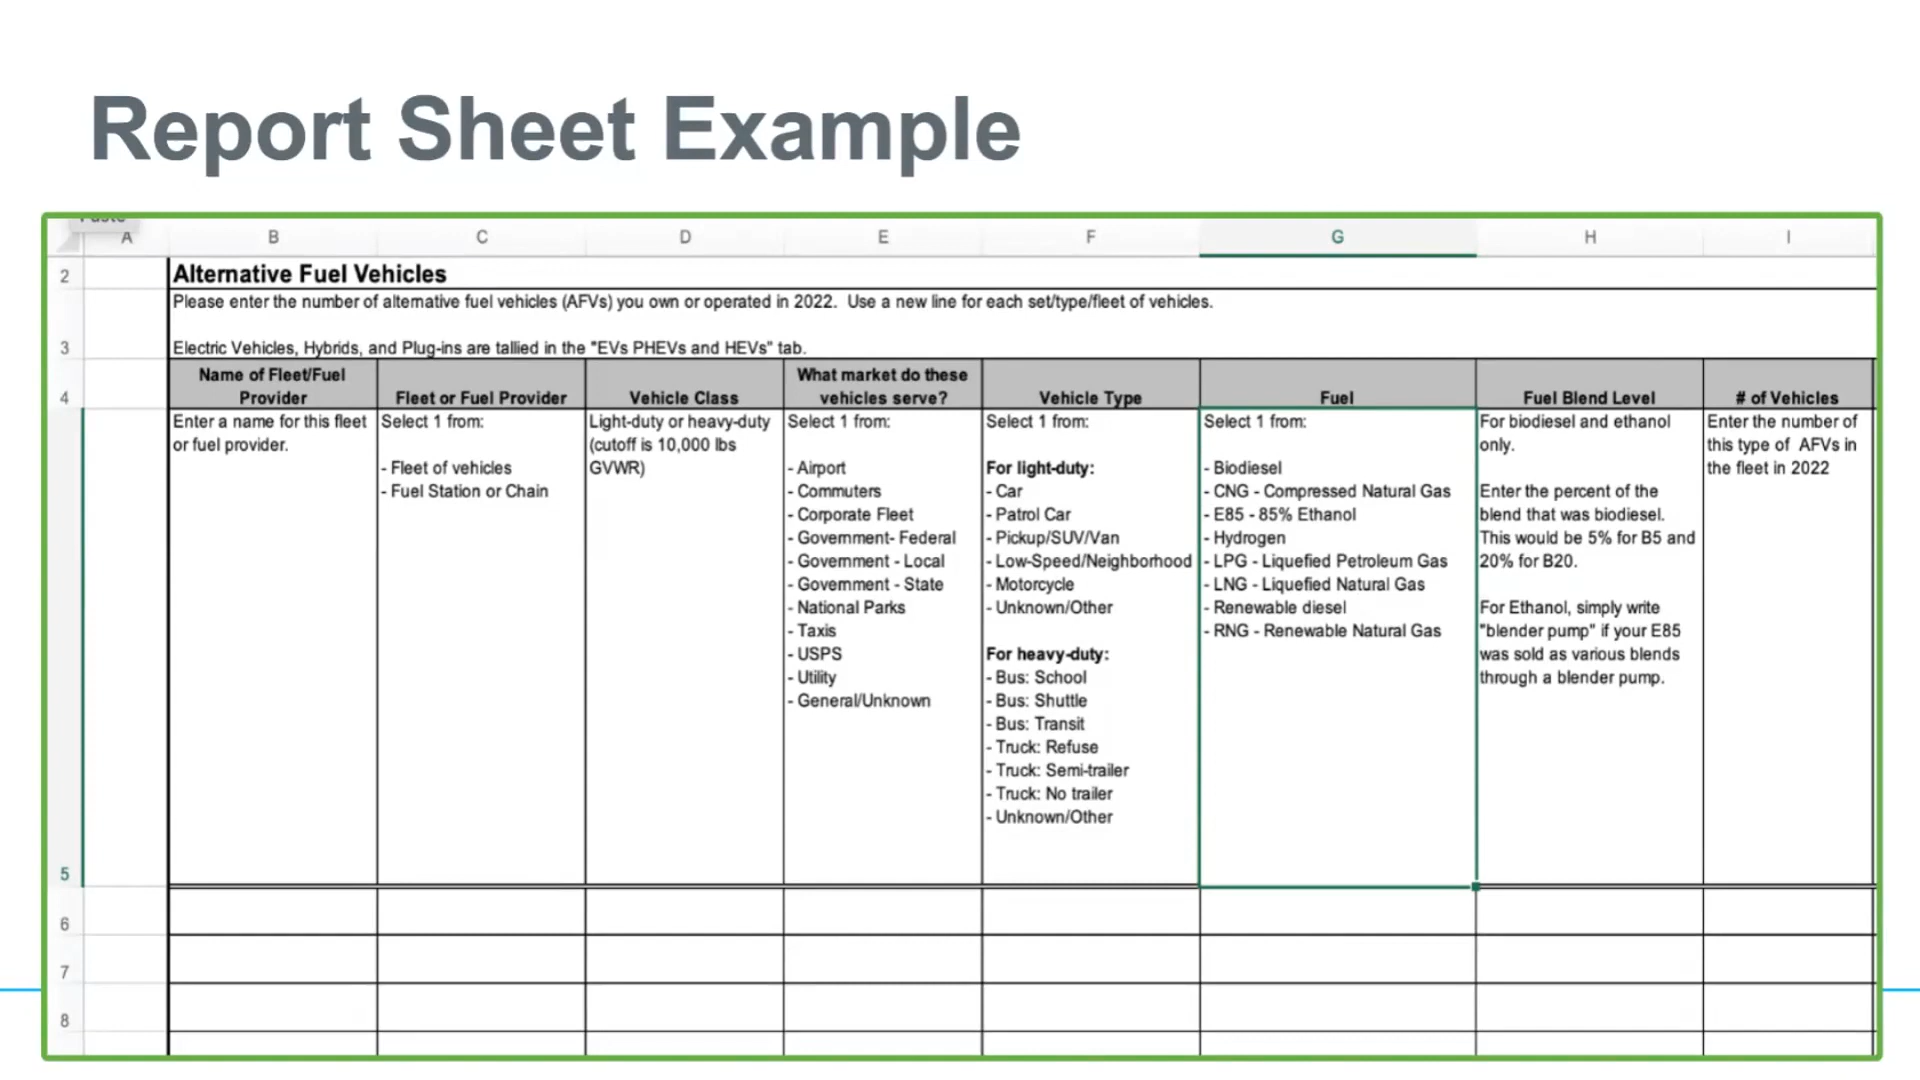 Report Sheet Example
A B C D E F G H I
2 Alternative Fuel Vehicles
Please enter the number of alternative fuel vehicles (AFVs) you own or operated in 2022. Use a new line for each set/type/fleet of vehicles.
3 Electric Vehicles, Hybrids, and Plug-ins are tallied in the "EVs PHEVs and HEVs" tab.
4
Name of Fleet/Fuel
Provider
Fleet or Fuel Provider
Vehicle Class
What market do these
vehicles serve?
Vehicle Type
Fuel
Fuel Blend Level
# of Vehicles
5
Enter a name for this fleet
or fuel provider.
Select 1 from:
- Fleet of vehicles
- Fuel Station or Chain
Light-duty or heavy-duty
(cutoff is 10,000 lbs
GVWR)
Select 1 from:
- Airport
- Commuters
- Corporate Fleet
- Government- Federal
- Government - Local
- Government - State
- National Parks
- Taxis
- USPS
- Utility
- General/Unknown
Select 1 from:
For light-duty:
- Car
- Patrol Car
- Pickup/SUV/Van
- Low-Speed/Neighborhood
- Motorcycle
- Unknown/Other
For heavy-duty:
- Bus: School
- Bus: Shuttle
- Bus: Transit
- Truck: Refuse
- Truck: Semi-trailer
- Truck: No trailer
- Unknown/Other
Select 1 from:
- Biodiesel
- CNG - Compressed Natural Gas
- E85 - 85% Ethanol
- Hydrogen
- LPG - Liquefied Petroleum Gas
- LNG - Liquefied Natural Gas
- Renewable diesel
- RNG - Renewable Natural Gas
For biodiesel and ethanol
only.
Enter the percent of the
blend that was biodiesel.
This would be 5% for B5 and
20% for B20.
For Ethanol, simply write
"blender pump" if your E85
was sold as various blends
through a blender pump.
Enter the number of
this type of AFVs in
the fleet in 2022
6
7
8